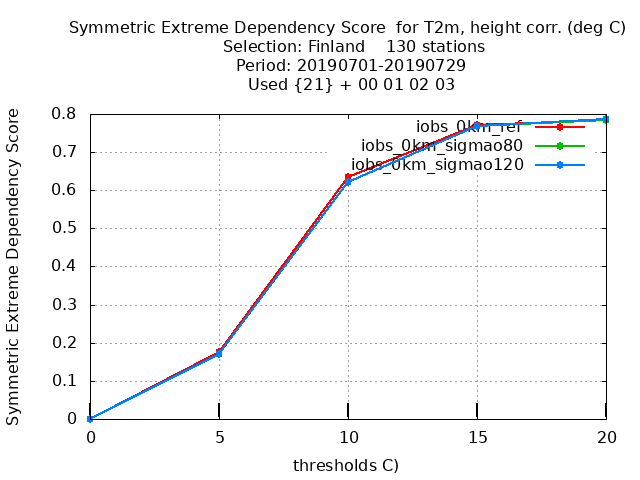 Symmetric Extreme Dependency Score  for T2m, height corr. (deg C)
Selection: Finland    130 stations
Period: 20190701-20190729
Used {21} + 00 01 02 03
Symmetric Extreme Dependency Score
0.8
0.7
0.6
0.5
0.4
0.3
0.2
0.1
0
iobs_0km_ref
iobs_0km_sigmao80
iobs_0km_sigmao120
0 5 10 15 20
thresholds C)